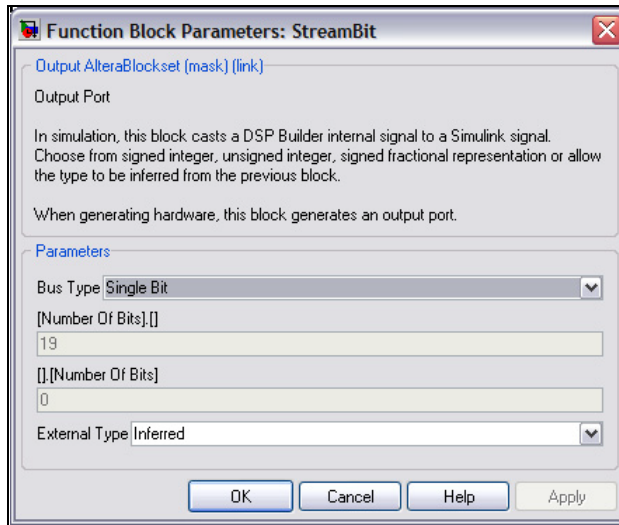 Function Block Parameters: StreamBit
Output AlteraBlockset (mask) (link)
Output Port
In simulation, this block casts a DSP Builder internal signal to a Simulink signal.
Choose from signed integer, unsigned integer, signed fractional representation or allow
the type to be inferred from the previous block.
When generating hardware, this block generates an output port.
Parameters
Bus Type Single Bit
[Number Of Bits].[]
19
[].[Number Of Bits]
0
External Type Inferred
OK Cancel Help Apply